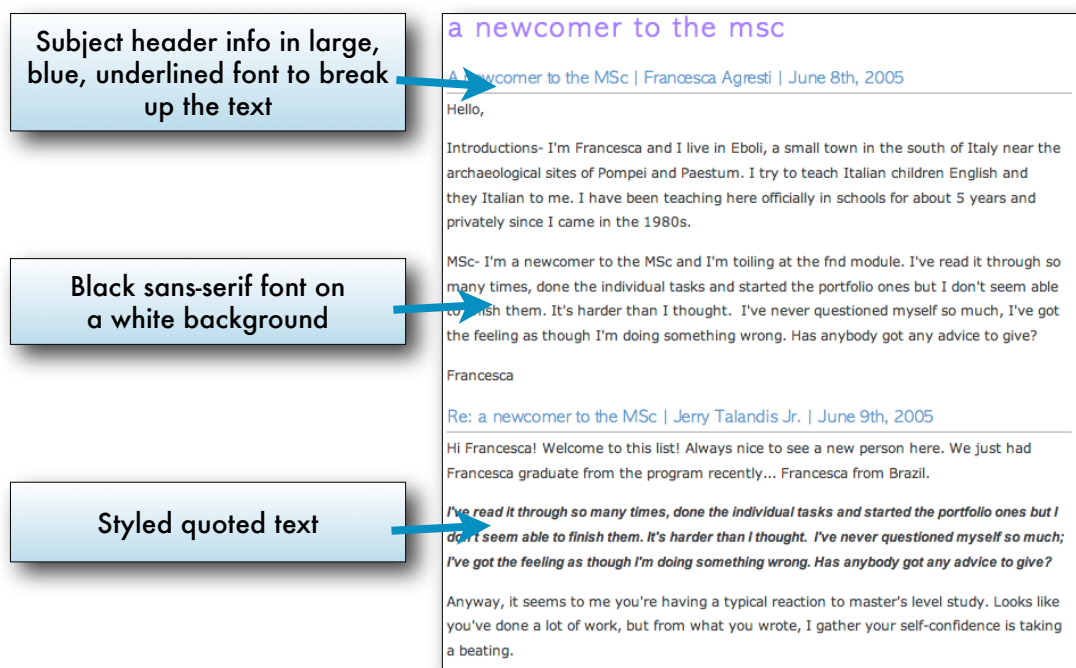 Subject header info in large,
blue, underlined font to break
up the text
Black sans-serif font on
a white background
Styled quoted text
a newcomer to the msc
A newcomer to the MSc | Francesca Agresti | June 8th, 2005
Hello,
Introductions- I'm Francesca and I live in Eboli, a small town in the south of Italy near the
archaeological sites of Pompei and Paestum. I try to teach Italian children English and
they Italian to me. I have been teaching here officially in schools for about 5 years and
privately since I came in the 1980s.
MSc- I'm a newcomer to the MSc and I'm toiling at the fnd module. I've read it through so
many times, done the individual tasks and started the portfolio ones but I don't seem able
to finish them. It's harder than I thought.  I've never questioned myself so much, I've got
the feeling as though I'm doing something wrong. Has anybody got any advice to give?
Francesca
Re: a newcomer to the MSc | Jerry Talandis Jr. | June 9th, 2005
Hi Francesca! Welcome to this list! Always nice to see a new person here. We just had
Francesca graduate from the program recently... Francesca from Brazil.
I've read it through so many times, done the individual tasks and started the portfolio ones but I
don't seem able to finish them. It's harder than I thought.  I've never questioned myself so much;
I've got the feeling as though I'm doing something wrong. Has anybody got any advice to give?
Anyway, it seems to me you're having a typical reaction to master's level study. Looks like
you've done a lot of work, but from what you wrote, I gather your self-confidence is taking
a beating.